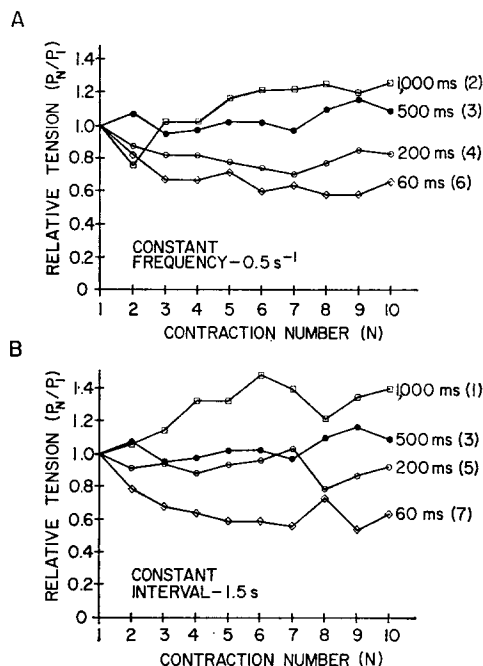 A
RELATIVE TENSION (PN/P1)
1.4
1.2
1.0
0.8
0.6
0.4
0.2
0
1,000 ms (2)
500 ms (3)
200 ms (4)
60 ms (6)
CONSTANT
FREQUENCY-0.5 s⁻¹
1 2 3 4 5 6 7 8 9 10
CONTRACTION NUMBER (N)
B
RELATIVE TENSION (PN/P1)
1.4
1.2
1.0
0.8
0.6
0.4
0.2
0
1,000 ms (1)
500 ms (3)
200 ms (5)
60 ms (7)
CONSTANT
INTERVAL-1.5 s
1 2 3 4 5 6 7 8 9 10
CONTRACTION NUMBER (N)